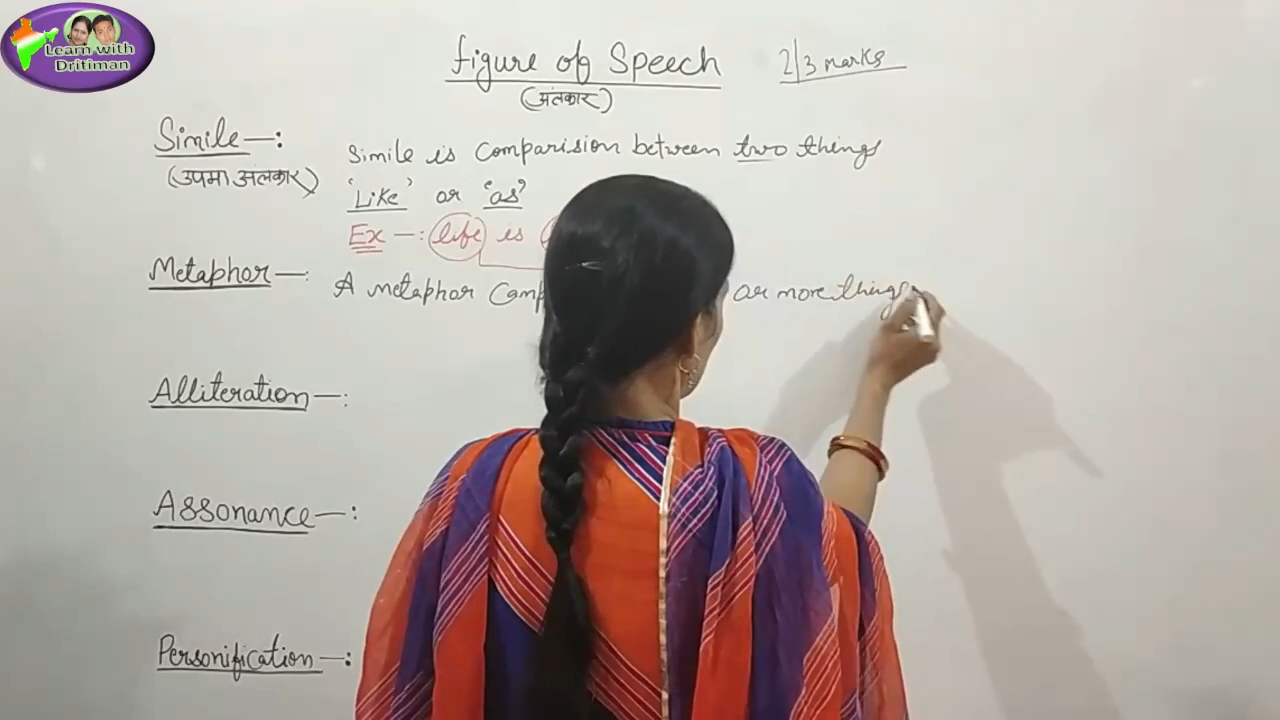 Learn with
Dritiman
Figure of Speech 2/3 marks
(अलंकार)
Simile—: Simile is comparision between two things
(उपमा अलंकार) 'Like' or 'as'
Ex —: life is
Metaphor—: A metaphor or more things
Alliteration—:
Assonance—:
Personification—: